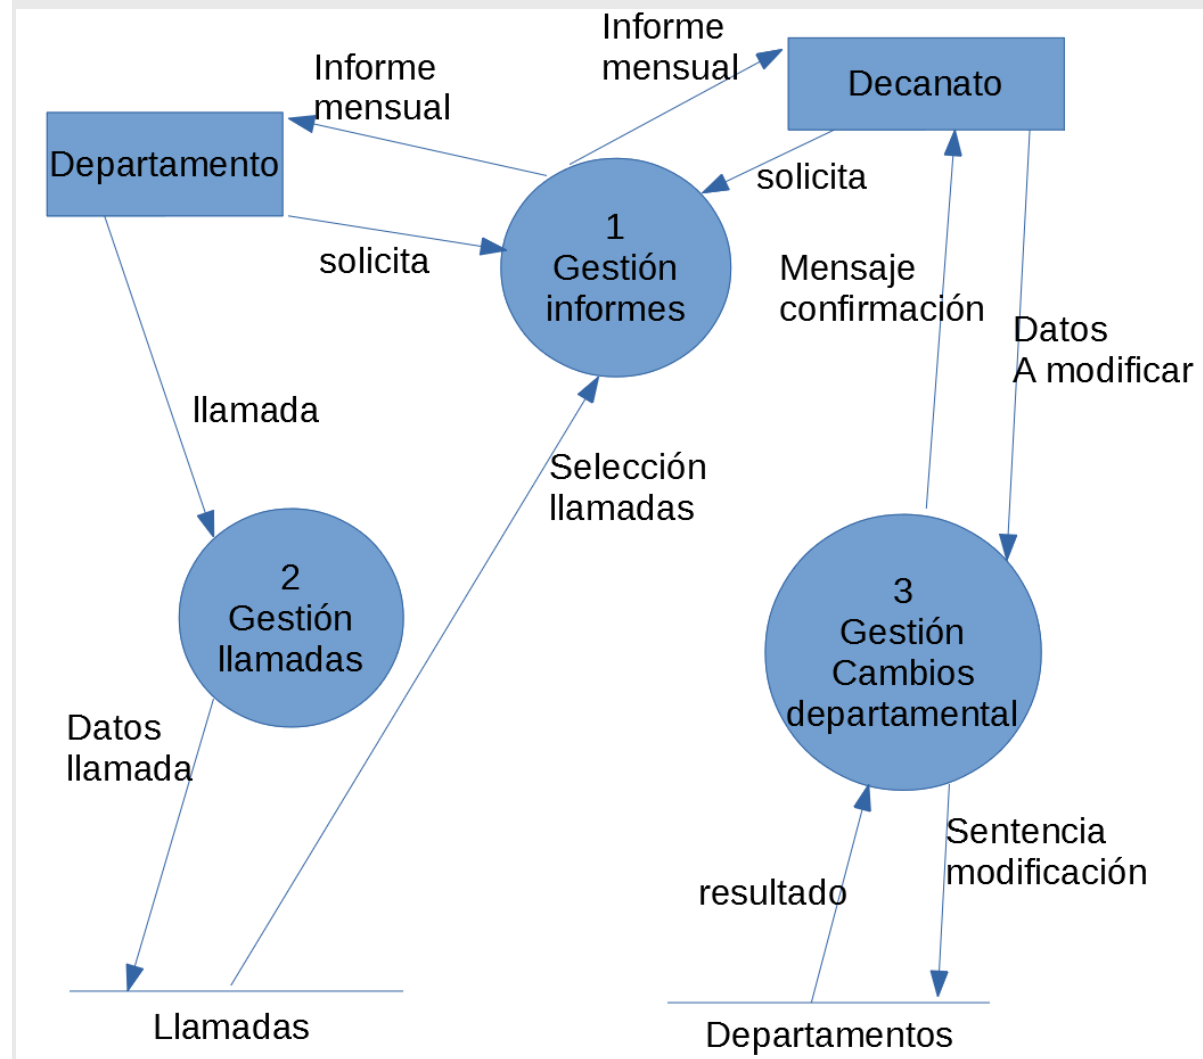 Informe
mensual
Decanato
Informe
mensual
Departamento
solicita
solicita
1
Gestión
informes
Mensaje
confirmación
Datos
A modificar
llamada
Selección
llamadas
2
Gestión
llamadas
3
Gestión
Cambios
departamental
Datos
llamada
Sentencia
modificación
resultado
Llamadas
Departamentos